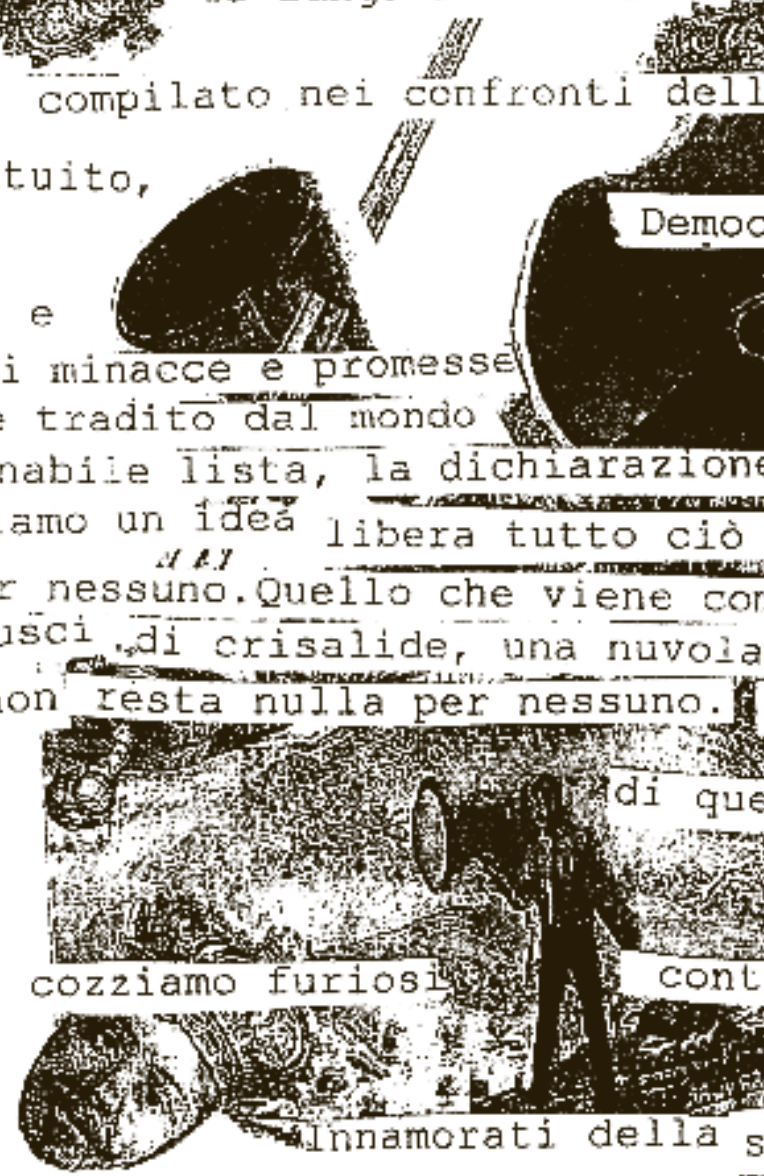 compilato nei confronti dell
tuito,
Democ
e
i minacce e promesse
e tradito dal mondo
nabile lista, la dichiarazione
iamo un idea libera tutto ciò
r nessuno.Quello che viene con
usci di crisalide, una nuvola
non resta nulla per nessuno.
di que
cozziamo furiosi cont
Innamorati della s